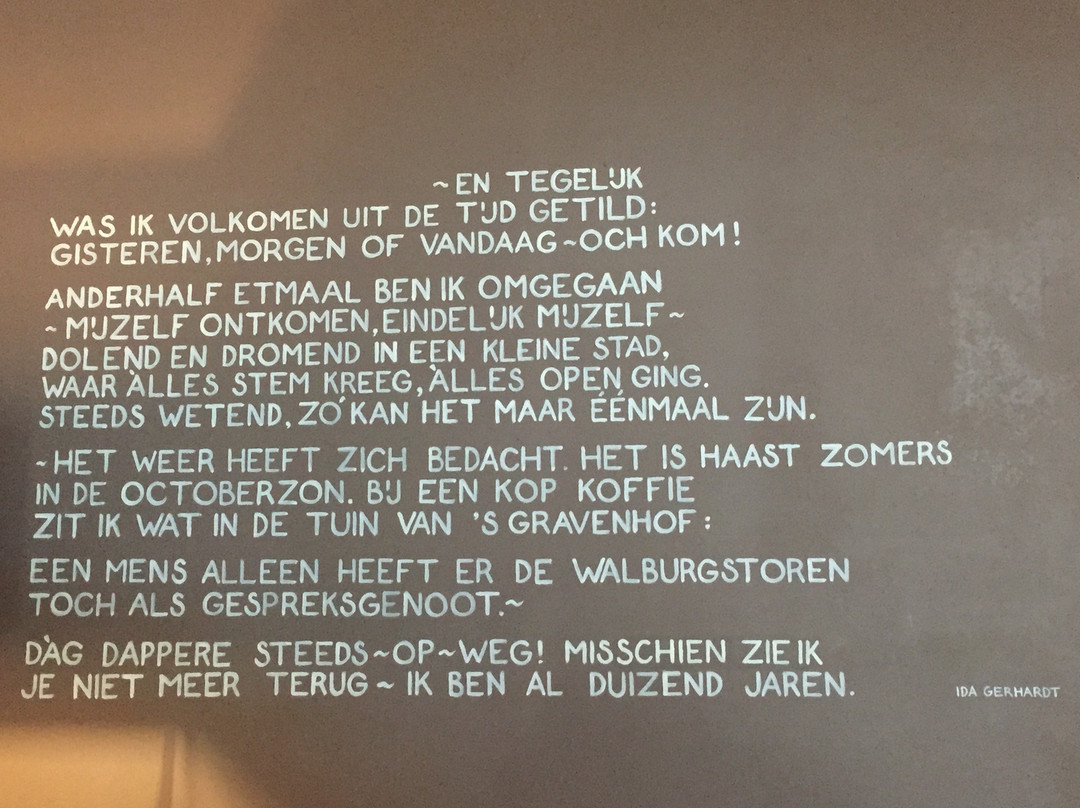 ~EN TEGELIJK
WAS IK VOLKOMEN UIT DE TIJD GETILD:
GISTEREN, MORGEN OF VANDAAG~OCH KOM!
ANDERHALF ETMAAL BEN IK OMGEGAAN
~MIJZELF ONTKOMEN, EINDELIJK MIJZELF~
DOLEND EN DROMEND IN EEN KLEINE STAD,
WAAR ÀLLES STEM KREEG, ÀLLES OPEN GING.
STEEDS WETEND, ZÓ KAN HET MAAR ÉÉNMAAL ZIJN.
~HET WEER HEEFT ZICH BEDACHT. HET IS HAAST ZOMERS
IN DE OCTOBERZON. BIJ EEN KOP KOFFIE
ZIT IK WAT IN DE TUIN VAN 'S GRAVENHOF:
EEN MENS ALLEEN HEEFT ER DE WALBURGSTOREN
TOCH ALS GESPREKSGENOOT.~
DÀG DAPPERE STEEDS~OP~WEG! MISSCHIEN ZIE IK
JE NIET MEER TERUG~ IK BEN AL DUIZEND JAREN.
IDA GERHARDT